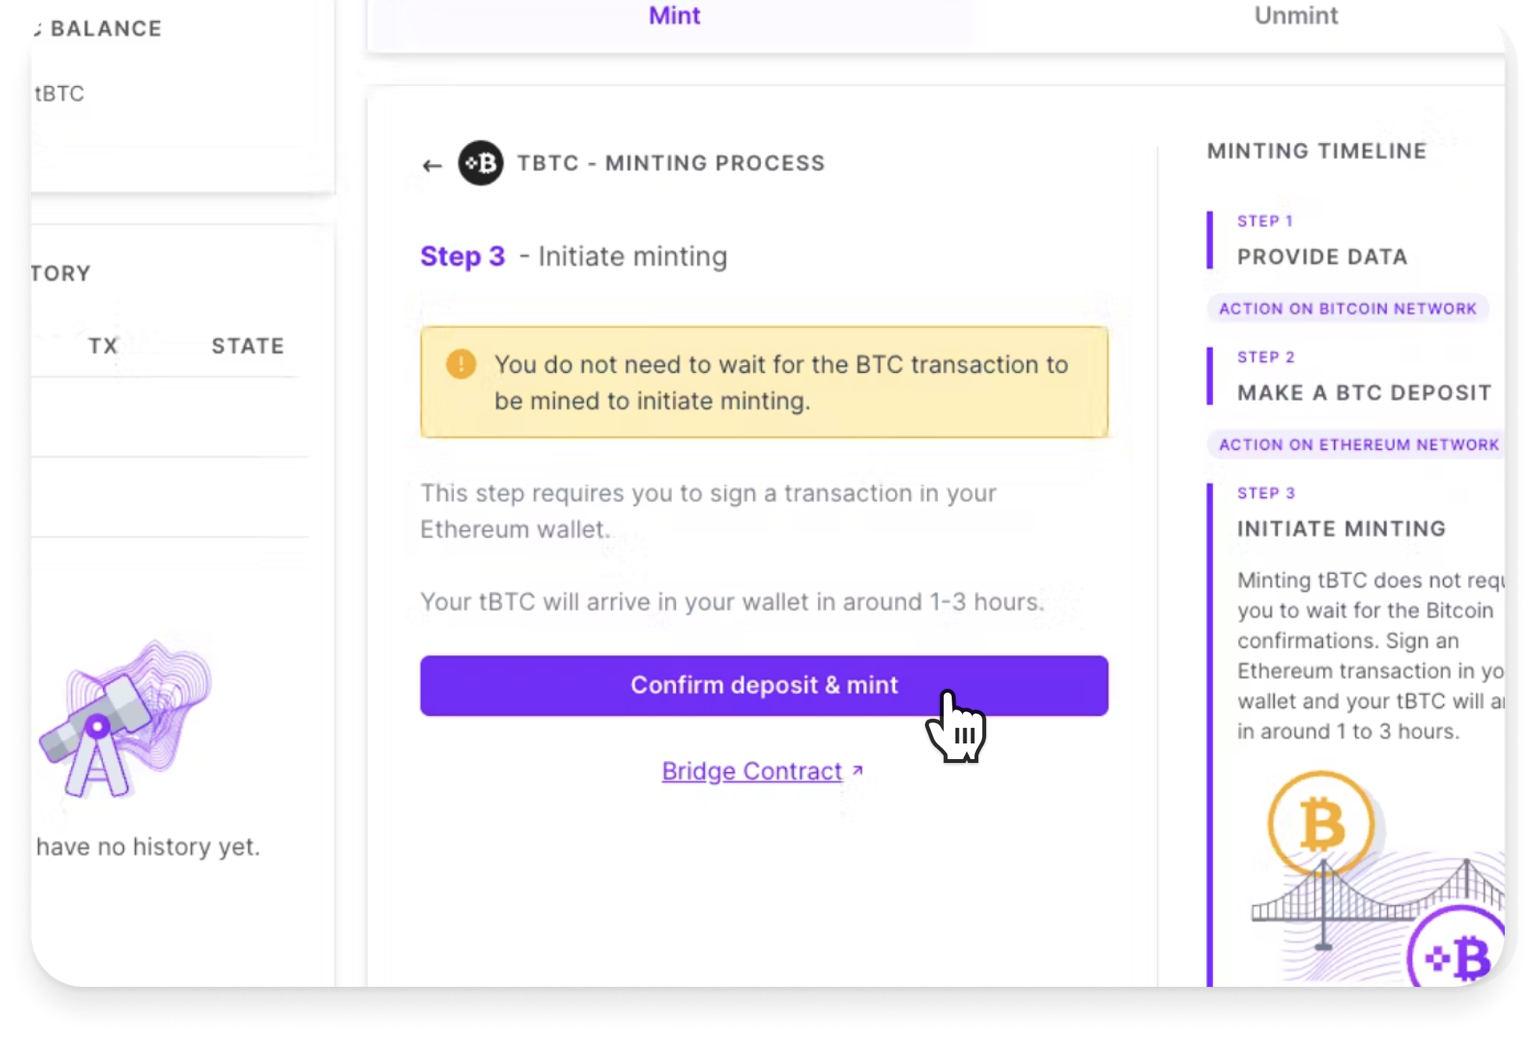 BALANCE
tBTC
TORY
TX STATE
have no history yet.
Mint
Unmint
TBTC - MINTING PROCESS
Step 3 - Initiate minting
You do not need to wait for the BTC transaction to
be mined to initiate minting.
This step requires you to sign a transaction in your
Ethereum wallet.
Your tBTC will arrive in your wallet in around 1-3 hours.
Confirm deposit & mint
Bridge Contract ↗
MINTING TIMELINE
STEP 1
PROVIDE DATA
ACTION ON BITCOIN NETWORK
STEP 2
MAKE A BTC DEPOSIT
ACTION ON ETHEREUM NETWORK
STEP 3
INITIATE MINTING
Minting tBTC does not requ
you to wait for the Bitcoin
confirmations. Sign an
Ethereum transaction in yo
wallet and your tBTC will a
in around 1 to 3 hours.